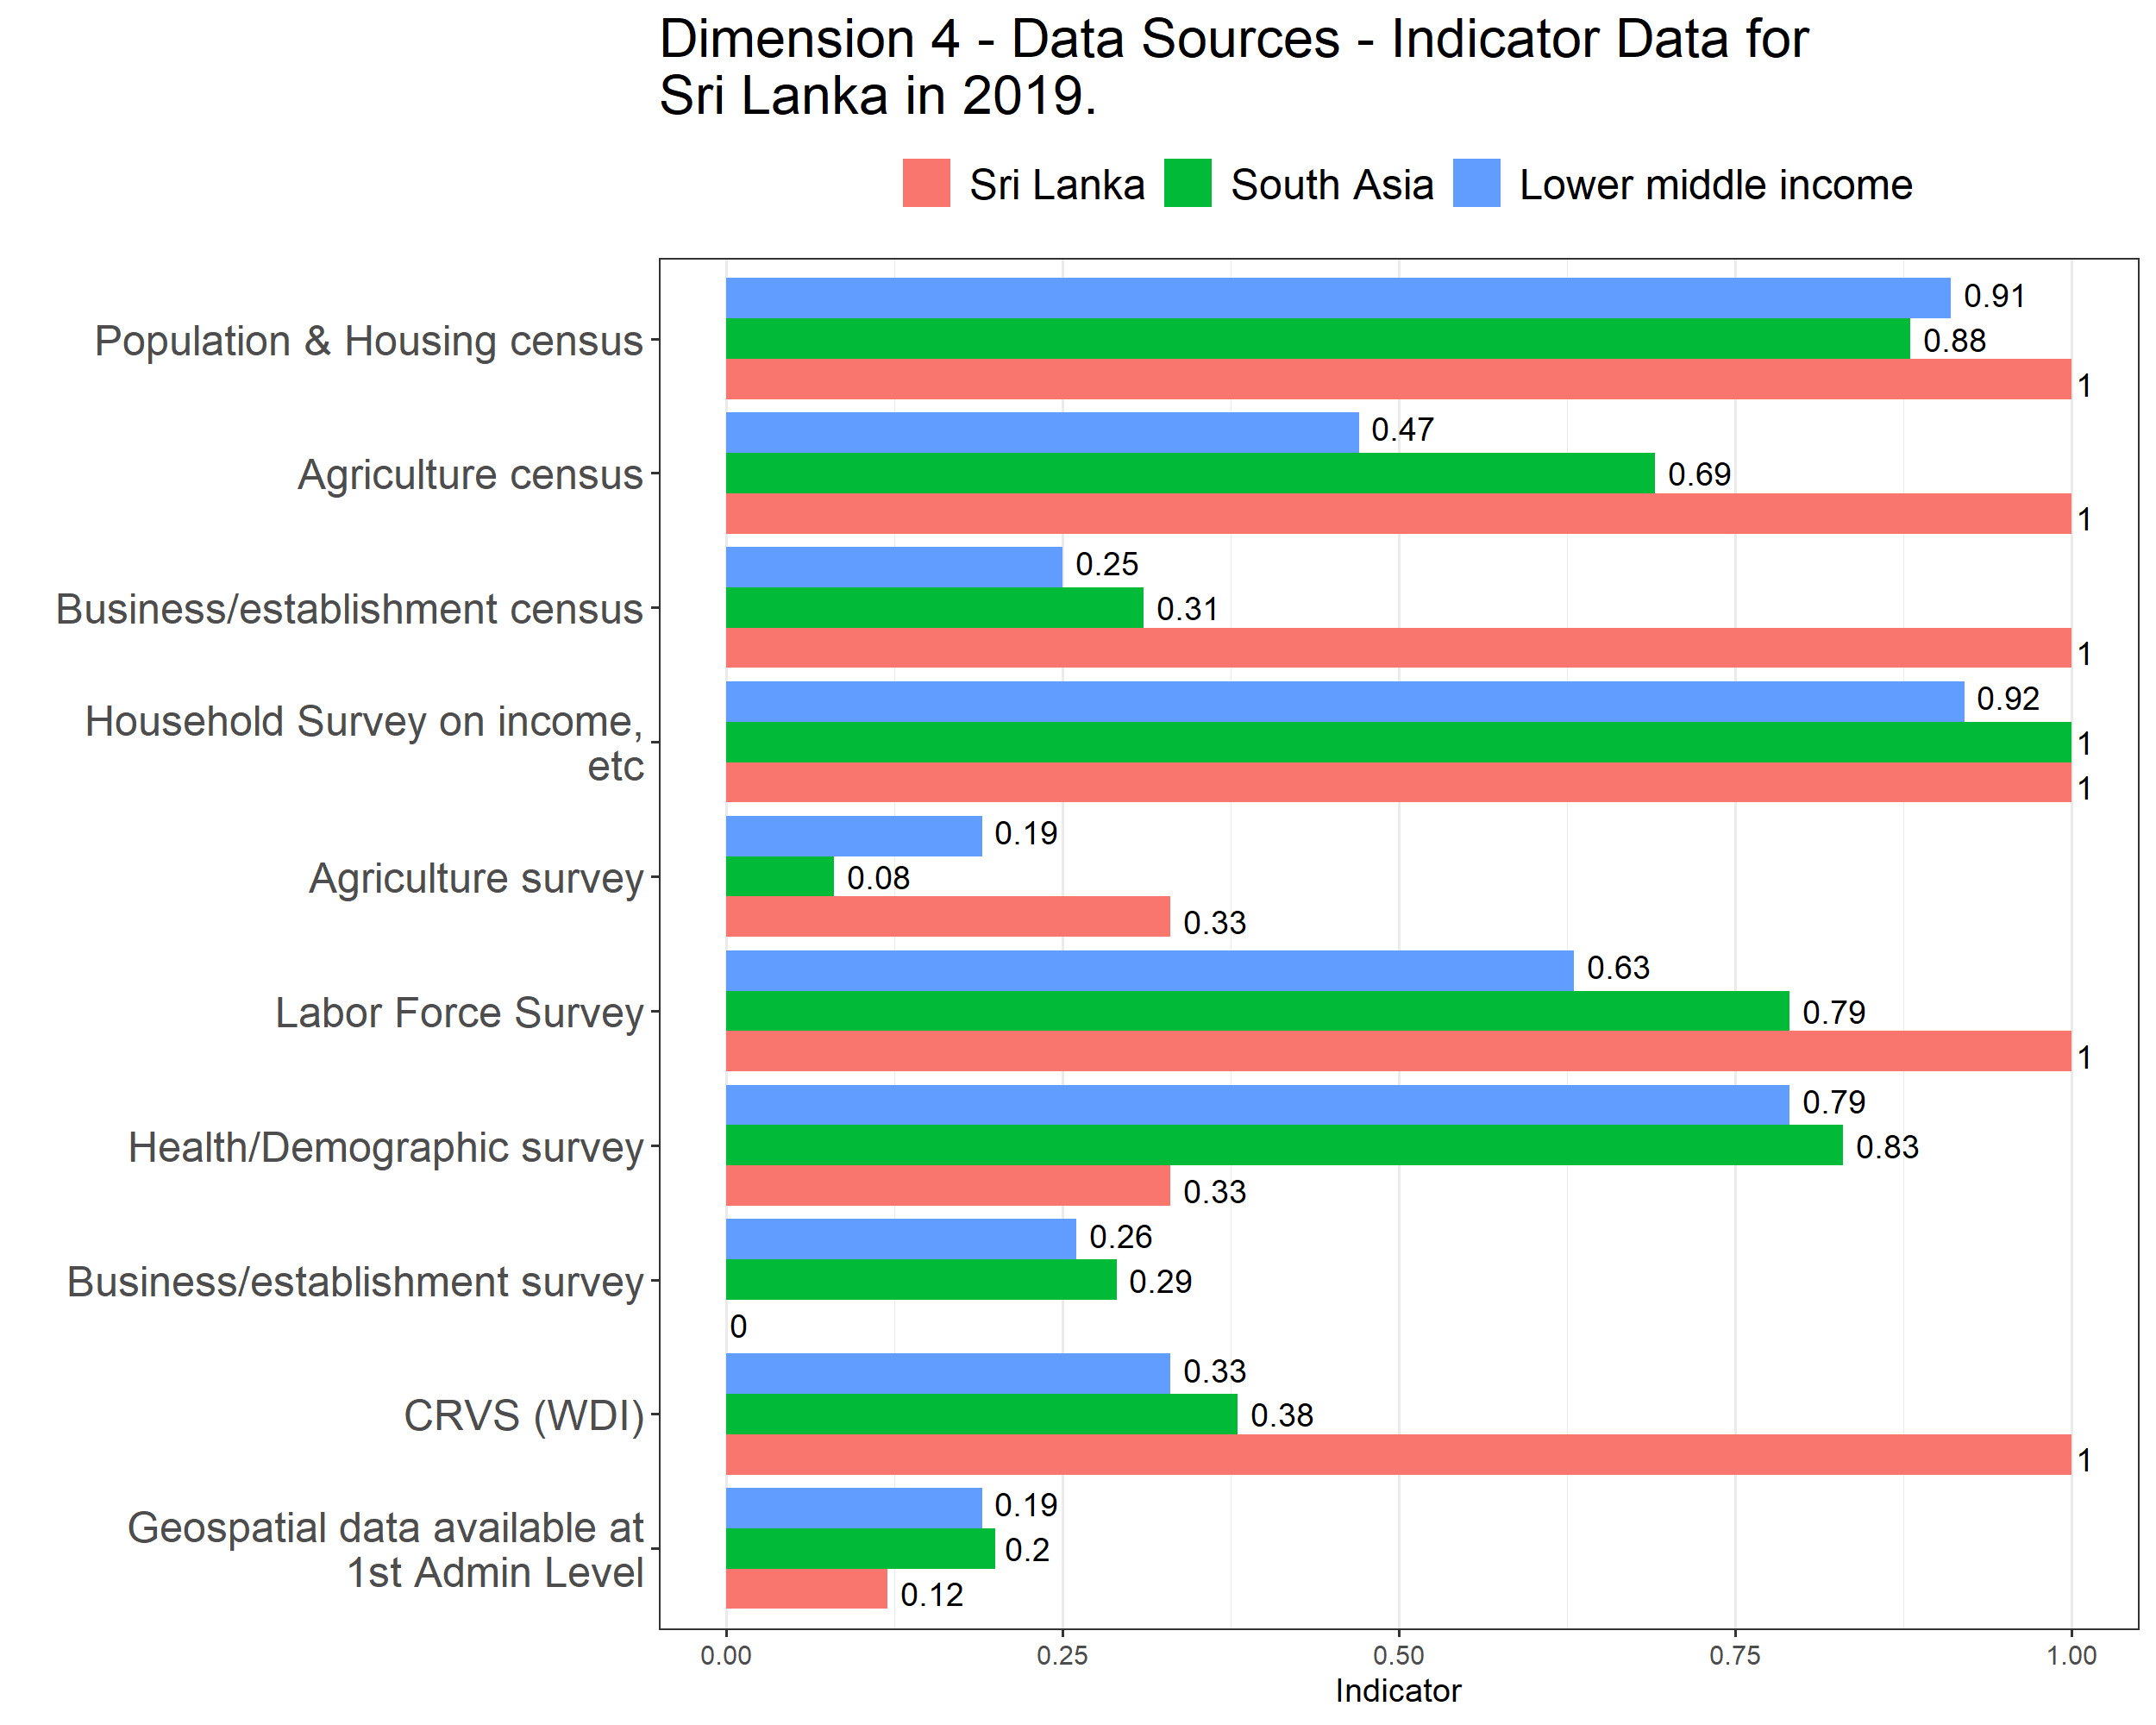 Dimension 4 - Data Sources - Indicator Data for
Sri Lanka in 2019.
Sri Lanka South Asia Lower middle income
Population & Housing census
0.91
0.88
1
Agriculture census
0.47
0.69
1
Business/establishment census
0.25
0.31
1
Household Survey on income,
etc
0.92
1
1
Agriculture survey
0.19
0.08
0.33
Labor Force Survey
0.63
0.79
1
Health/Demographic survey
0.79
0.83
0.33
Business/establishment survey
0.26
0.29
0
CRVS (WDI)
0.33
0.38
1
Geospatial data available at
1st Admin Level
0.19
0.2
0.12
0.00 0.25 0.50 0.75 1.00
Indicator